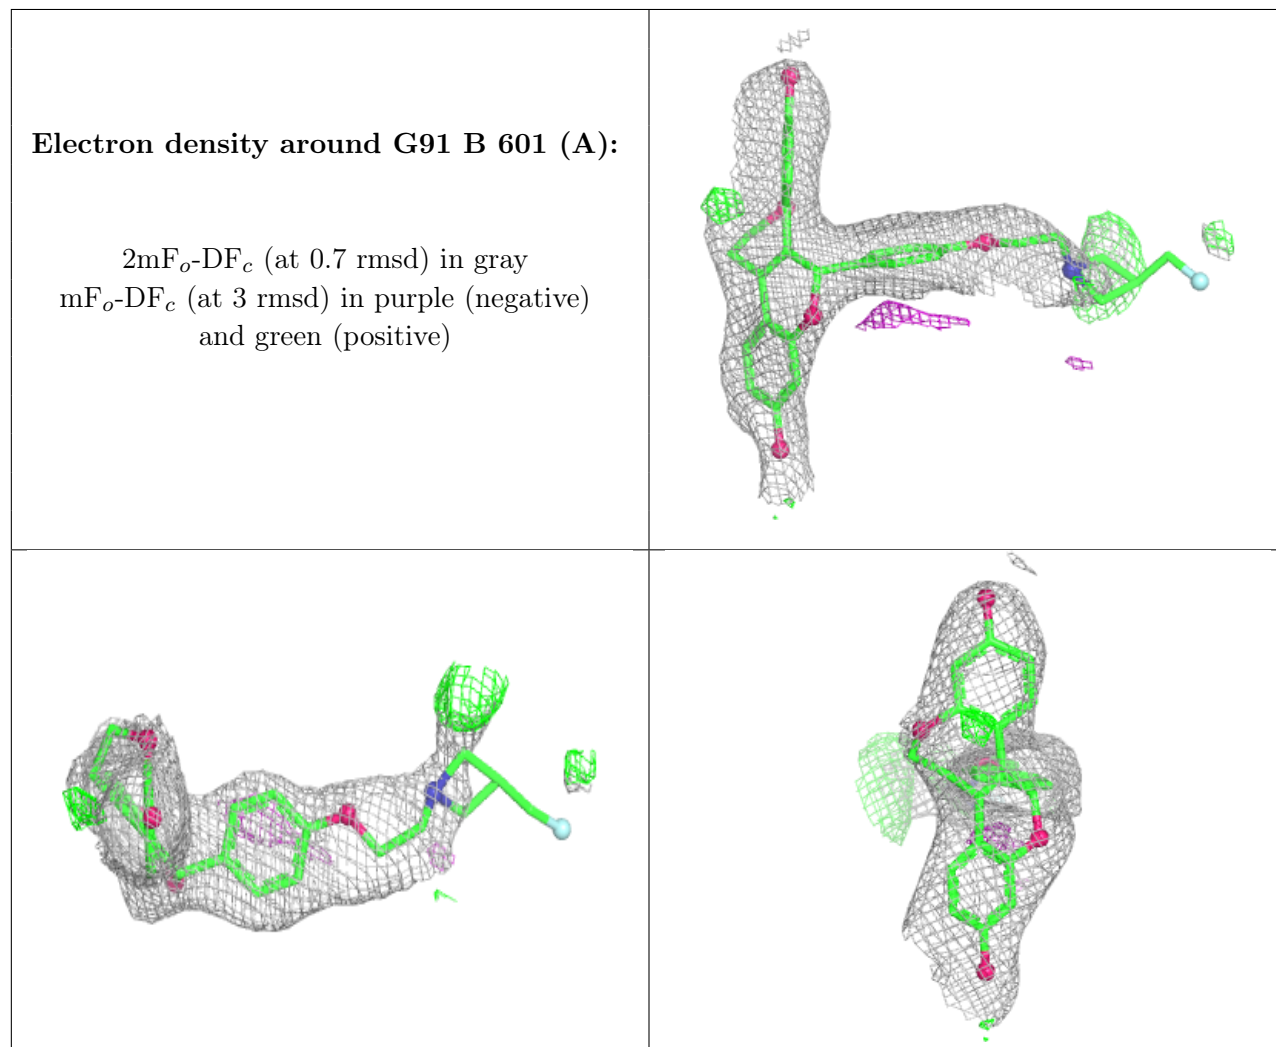 Electron density around G91 B 601 (A):
2mFₒ-DF𝒸 (at 0.7 rmsd) in gray
mFₒ-DF𝒸 (at 3 rmsd) in purple (negative)
and green (positive)